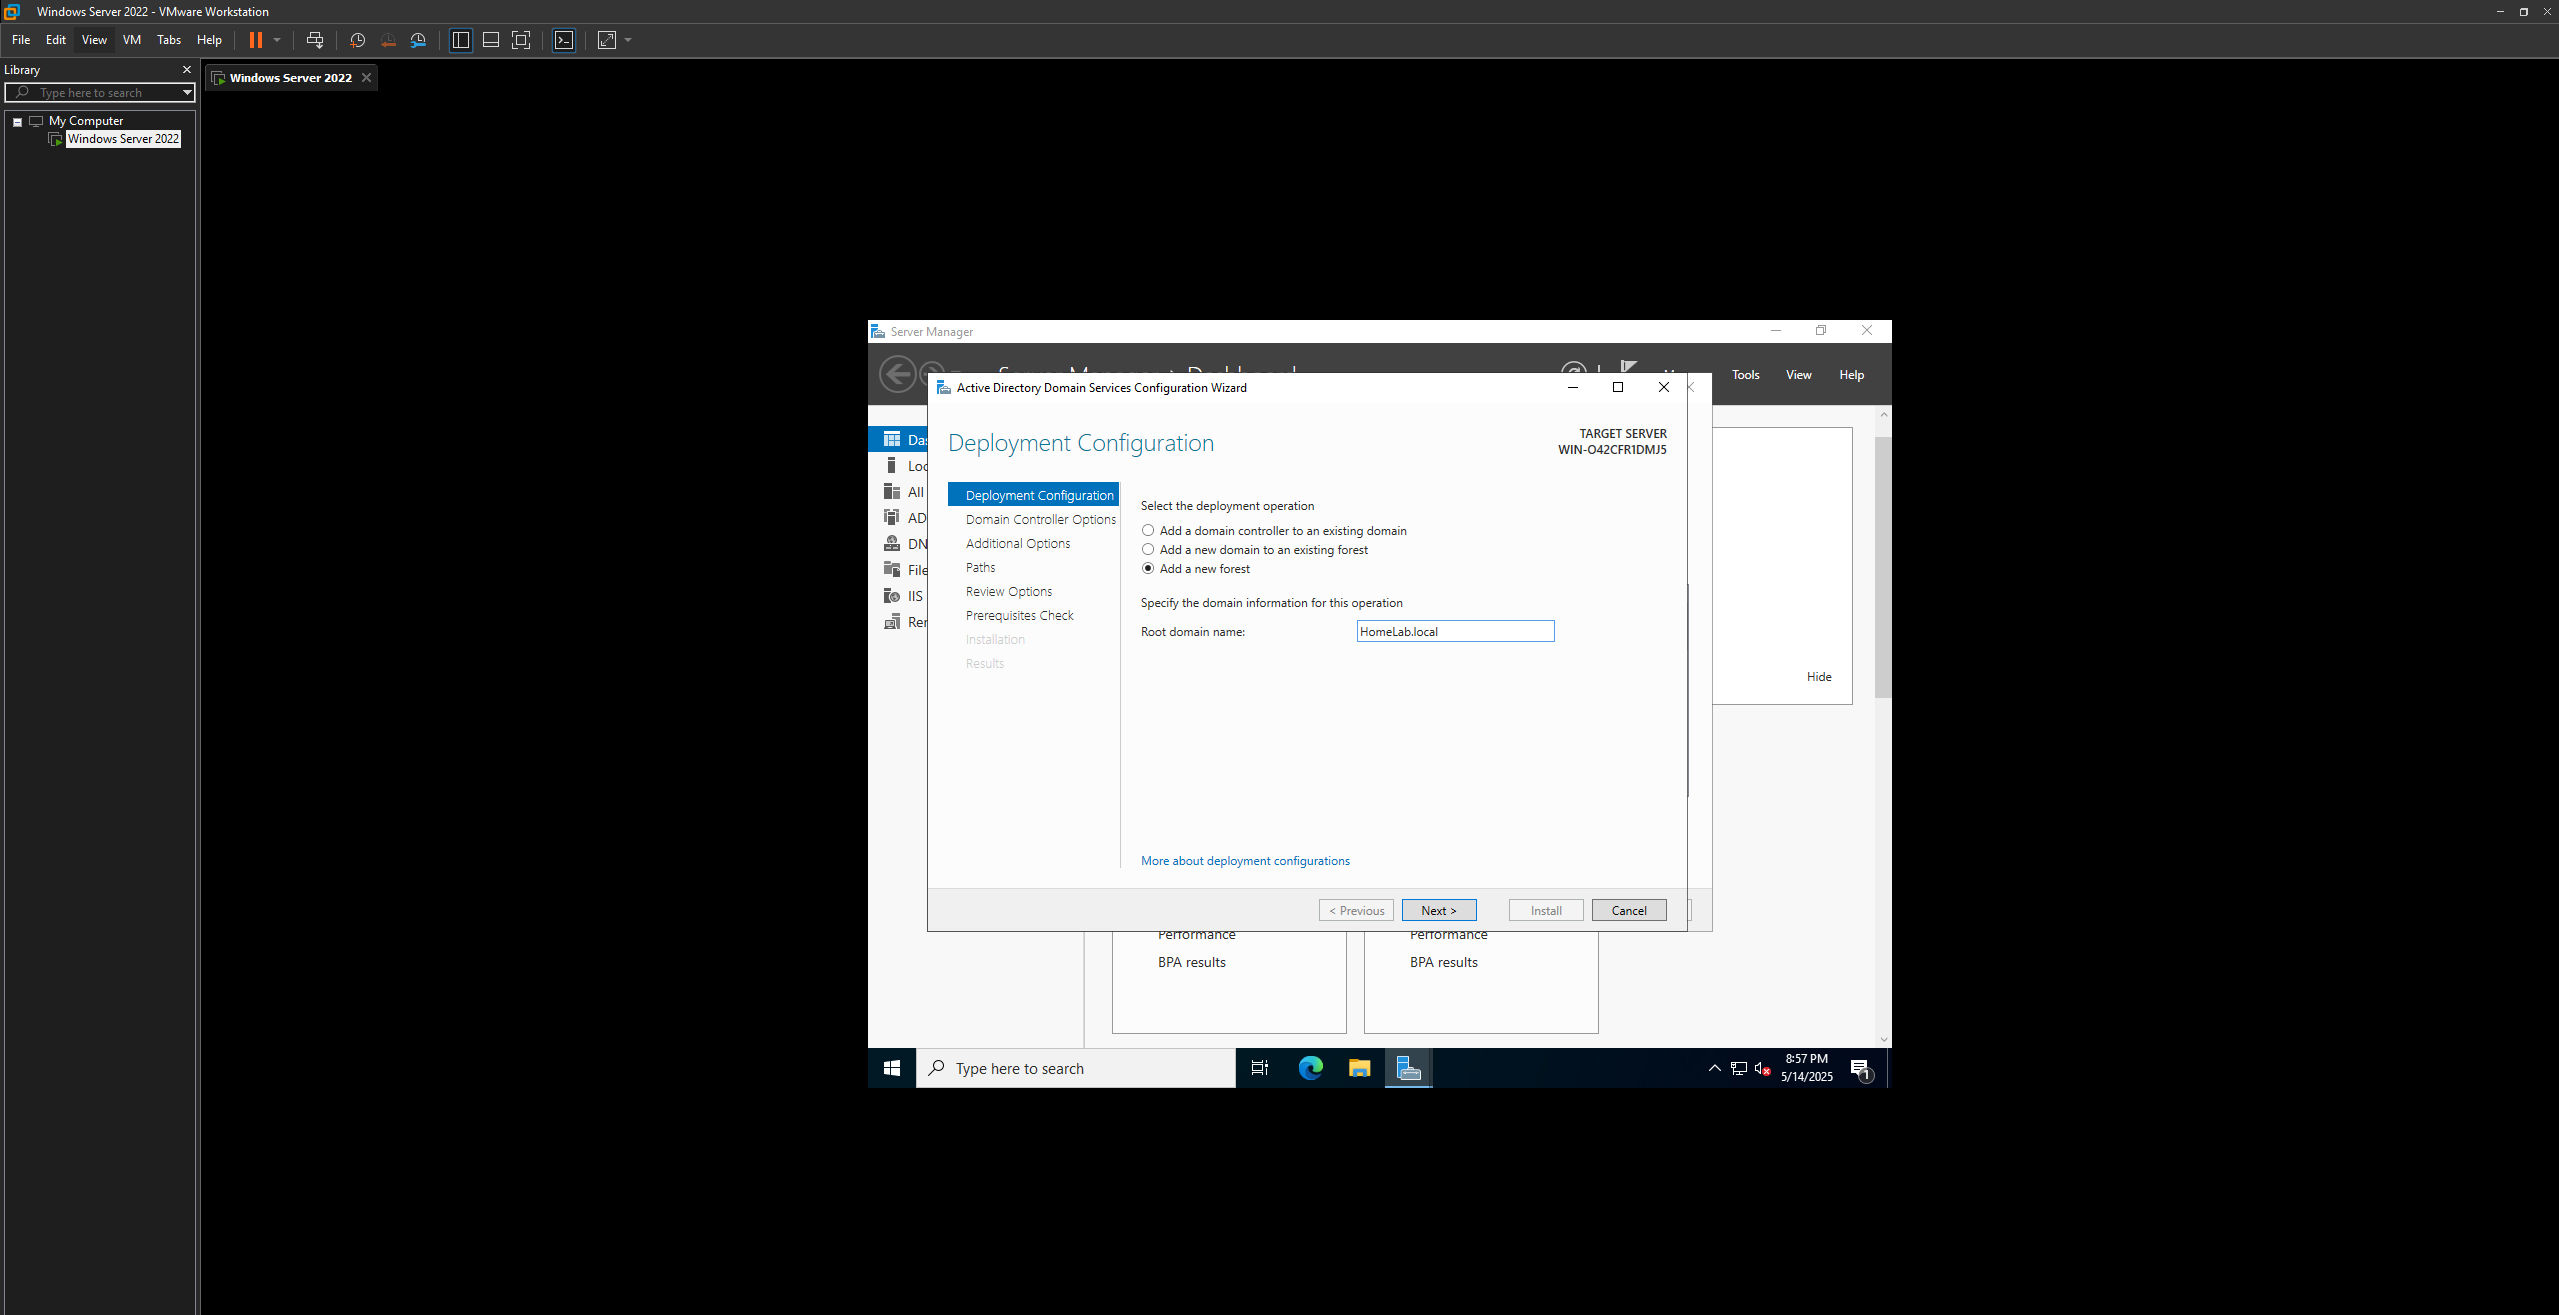 Windows Server 2022 - VMware Workstation
File Edit View VM Tabs Help
Library
Type here to search
My Computer
Windows Server 2022
Windows Server 2022
Server Manager
Tools View Help
Active Directory Domain Services Configuration Wizard
Deployment Configuration
TARGET SERVER
WIN-O42CFR1DMJ5
Das
Loc
All
AD
DN
File
IIS
Rer
Deployment Configuration
Domain Controller Options
Additional Options
Paths
Review Options
Prerequisites Check
Installation
Results
Select the deployment operation
Add a domain controller to an existing domain
Add a new domain to an existing forest
Add a new forest
Specify the domain information for this operation
Root domain name: HomeLab.local
More about deployment configurations
Hide
< Previous Next > Install Cancel
Performance Performance
BPA results BPA results
Type here to search
8:57 PM
5/14/2025
1